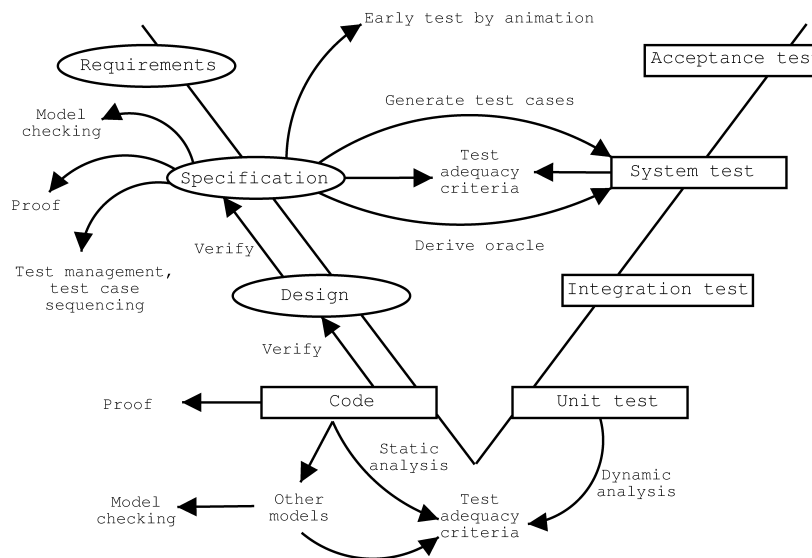 Early test by animation
Requirements
Acceptance tes
Model
checking
Generate test cases
Test
adequacy
criteria
System test
Specification
Proof
Verify
Derive oracle
Test management,
test case
sequencing
Design
Integration test
Verify
Proof
Code
Unit test
Static
analysis
Dynamic
analysis
Model
checking
Other
models
Test
adequacy
criteria